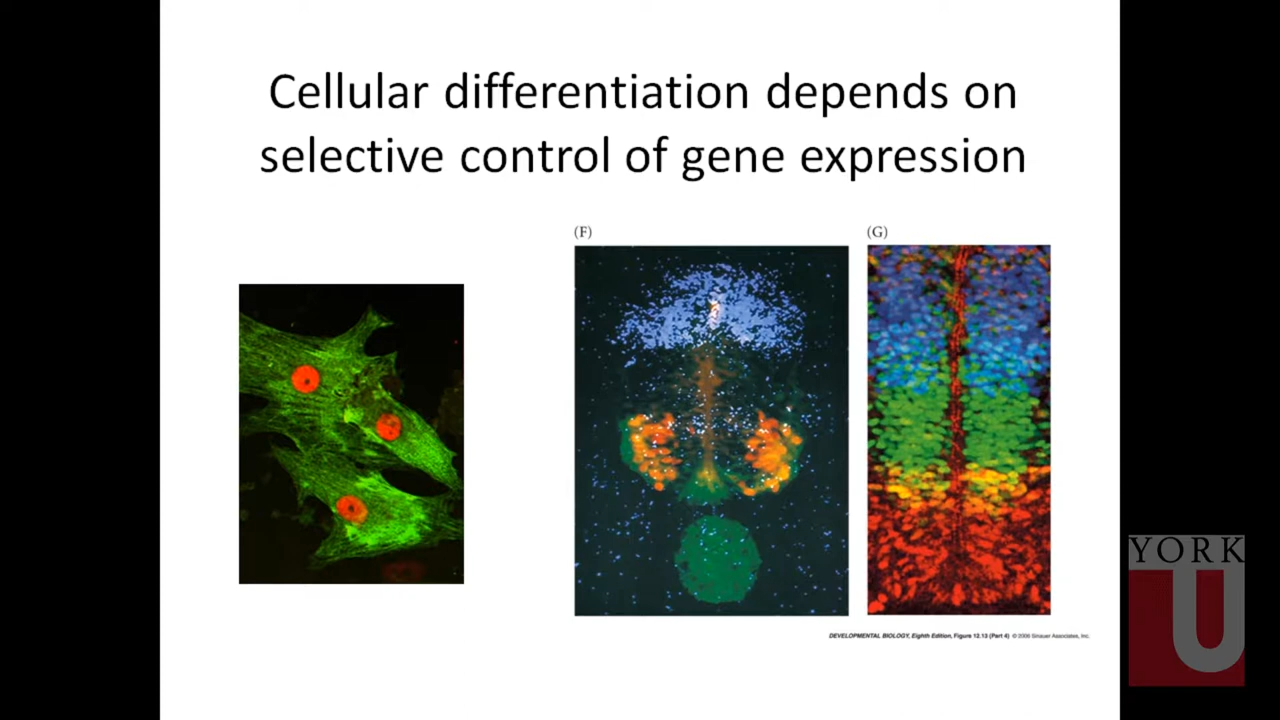 Cellular differentiation depends on
selective control of gene expression
(F)
(G)
DEVELOPMENTAL BIOLOGY, Eighth Edition, Figure 12.13 (Part 4) © 2006 Sinauer Associates, Inc.
YORK
U